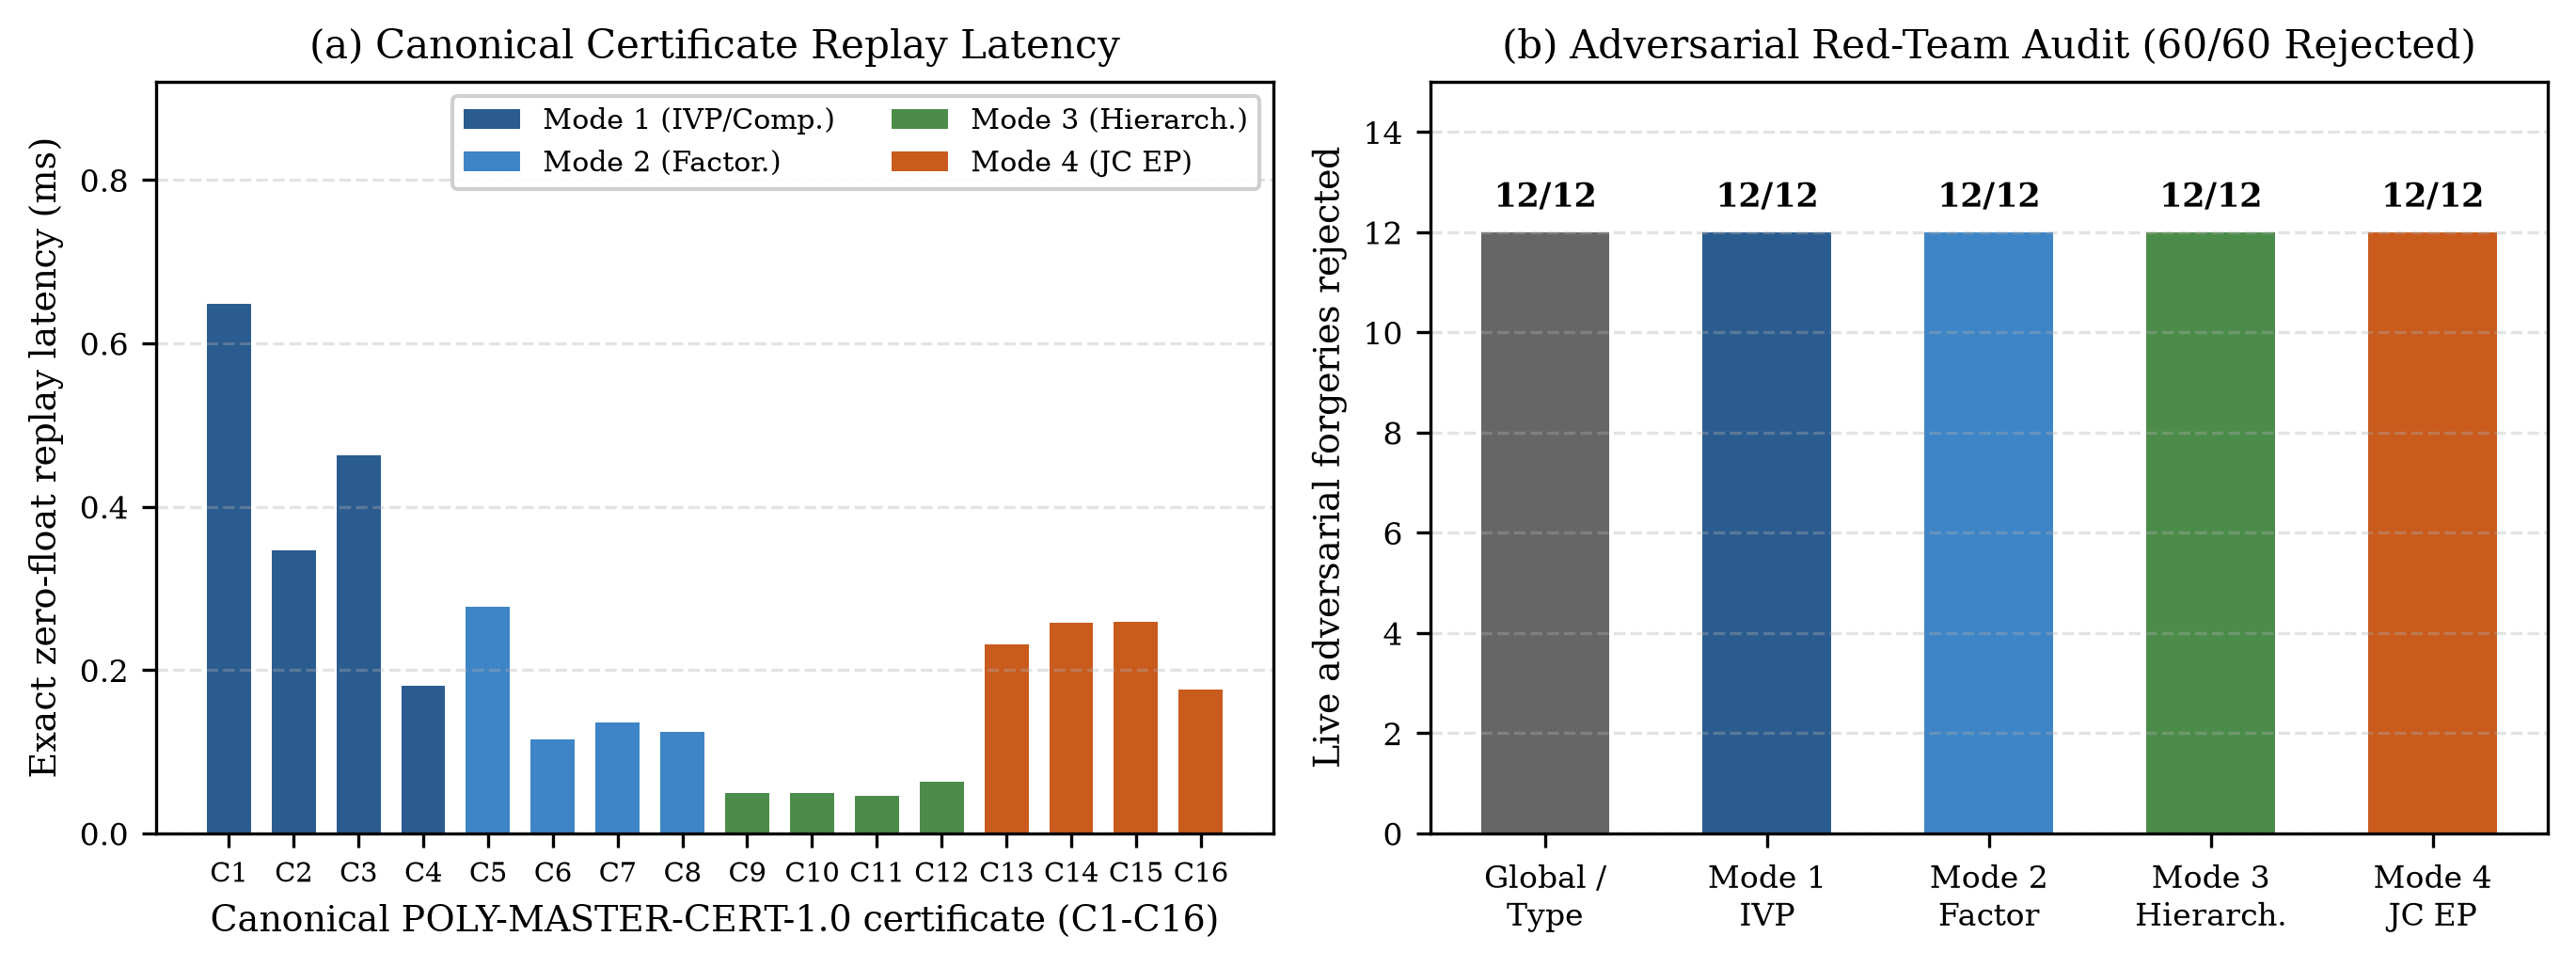 (a) Canonical Certificate Replay Latency
Exact zero-float replay latency (ms)
0.8
0.6
0.4
0.2
0.0
Mode 1 (IVP/Comp.)
Mode 2 (Factor.)
Mode 3 (Hierarch.)
Mode 4 (JC EP)
C1 C2 C3 C4 C5 C6 C7 C8 C9 C10 C11 C12 C13 C14 C15 C16
Canonical POLY-MASTER-CERT-1.0 certificate (C1-C16)
(b) Adversarial Red-Team Audit (60/60 Rejected)
Live adversarial forgeries rejected
14
12
10
8
6
4
2
0
12/12 12/12 12/12 12/12 12/12
Global /
Type
Mode 1
IVP
Mode 2
Factor
Mode 3
Hierarch.
Mode 4
JC EP